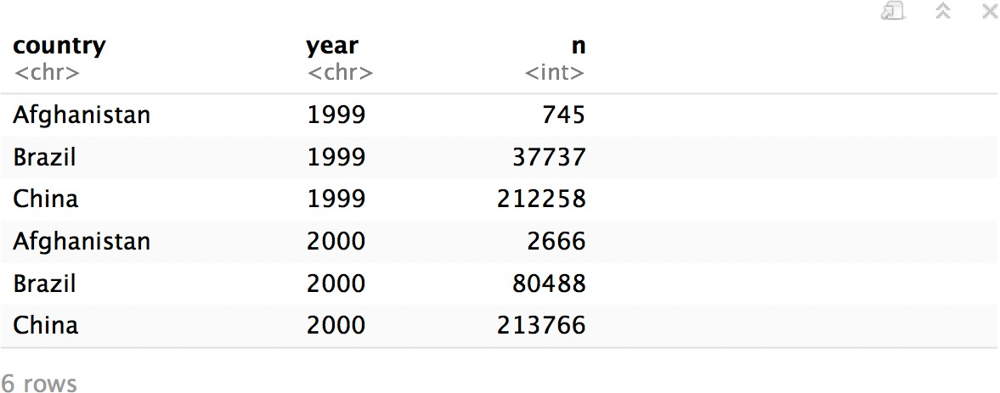 country year n
<chr> <chr> <int>
Afghanistan 1999 745
Brazil 1999 37737
China 1999 212258
Afghanistan 2000 2666
Brazil 2000 80488
China 2000 213766
6 rows